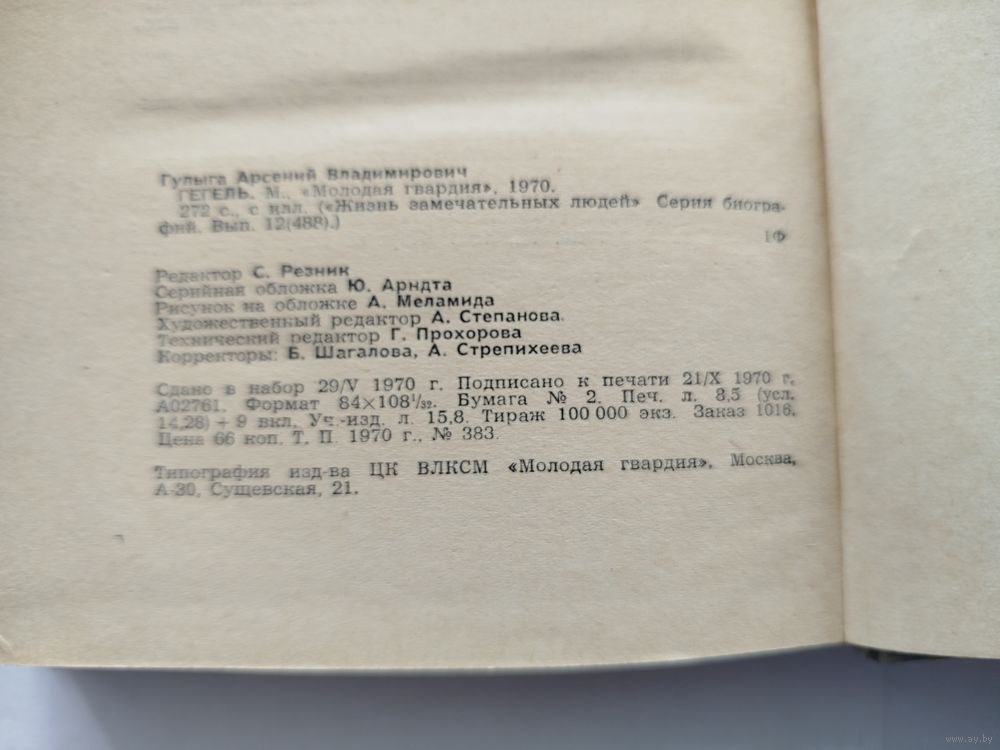 Гулыга Арсений Владимирович
ГЕГЕЛЬ. М., «Молодая гвардия», 1970.
272 с., с илл. («Жизнь замечательных людей» Серия биогра-
фий. Вып. 12(488).)
1Ф
Редактор С. Резник
Серийная обложка Ю. Арндта
Рисунок на обложке А. Меламида
Художественный редактор А. Степанова.
Технический редактор Г. Прохорова
Корректоры: Б. Шагалова, А. Стрепихеева
Сдано в набор 29/V 1970 г. Подписано к печати 21/X 1970 г.
А02761. Формат 84×108¹/₃₂. Бумага № 2. Печ. л. 8,5 (усл.
14,28) + 9 вкл. Уч.-изд. л. 15,8. Тираж 100 000 экз. Заказ 1018.
Цена 66 коп. Т. П. 1970 г., № 383.
Типография изд-ва ЦК ВЛКСМ «Молодая гвардия». Москва,
А-30, Сущевская, 21.
www.ay.by